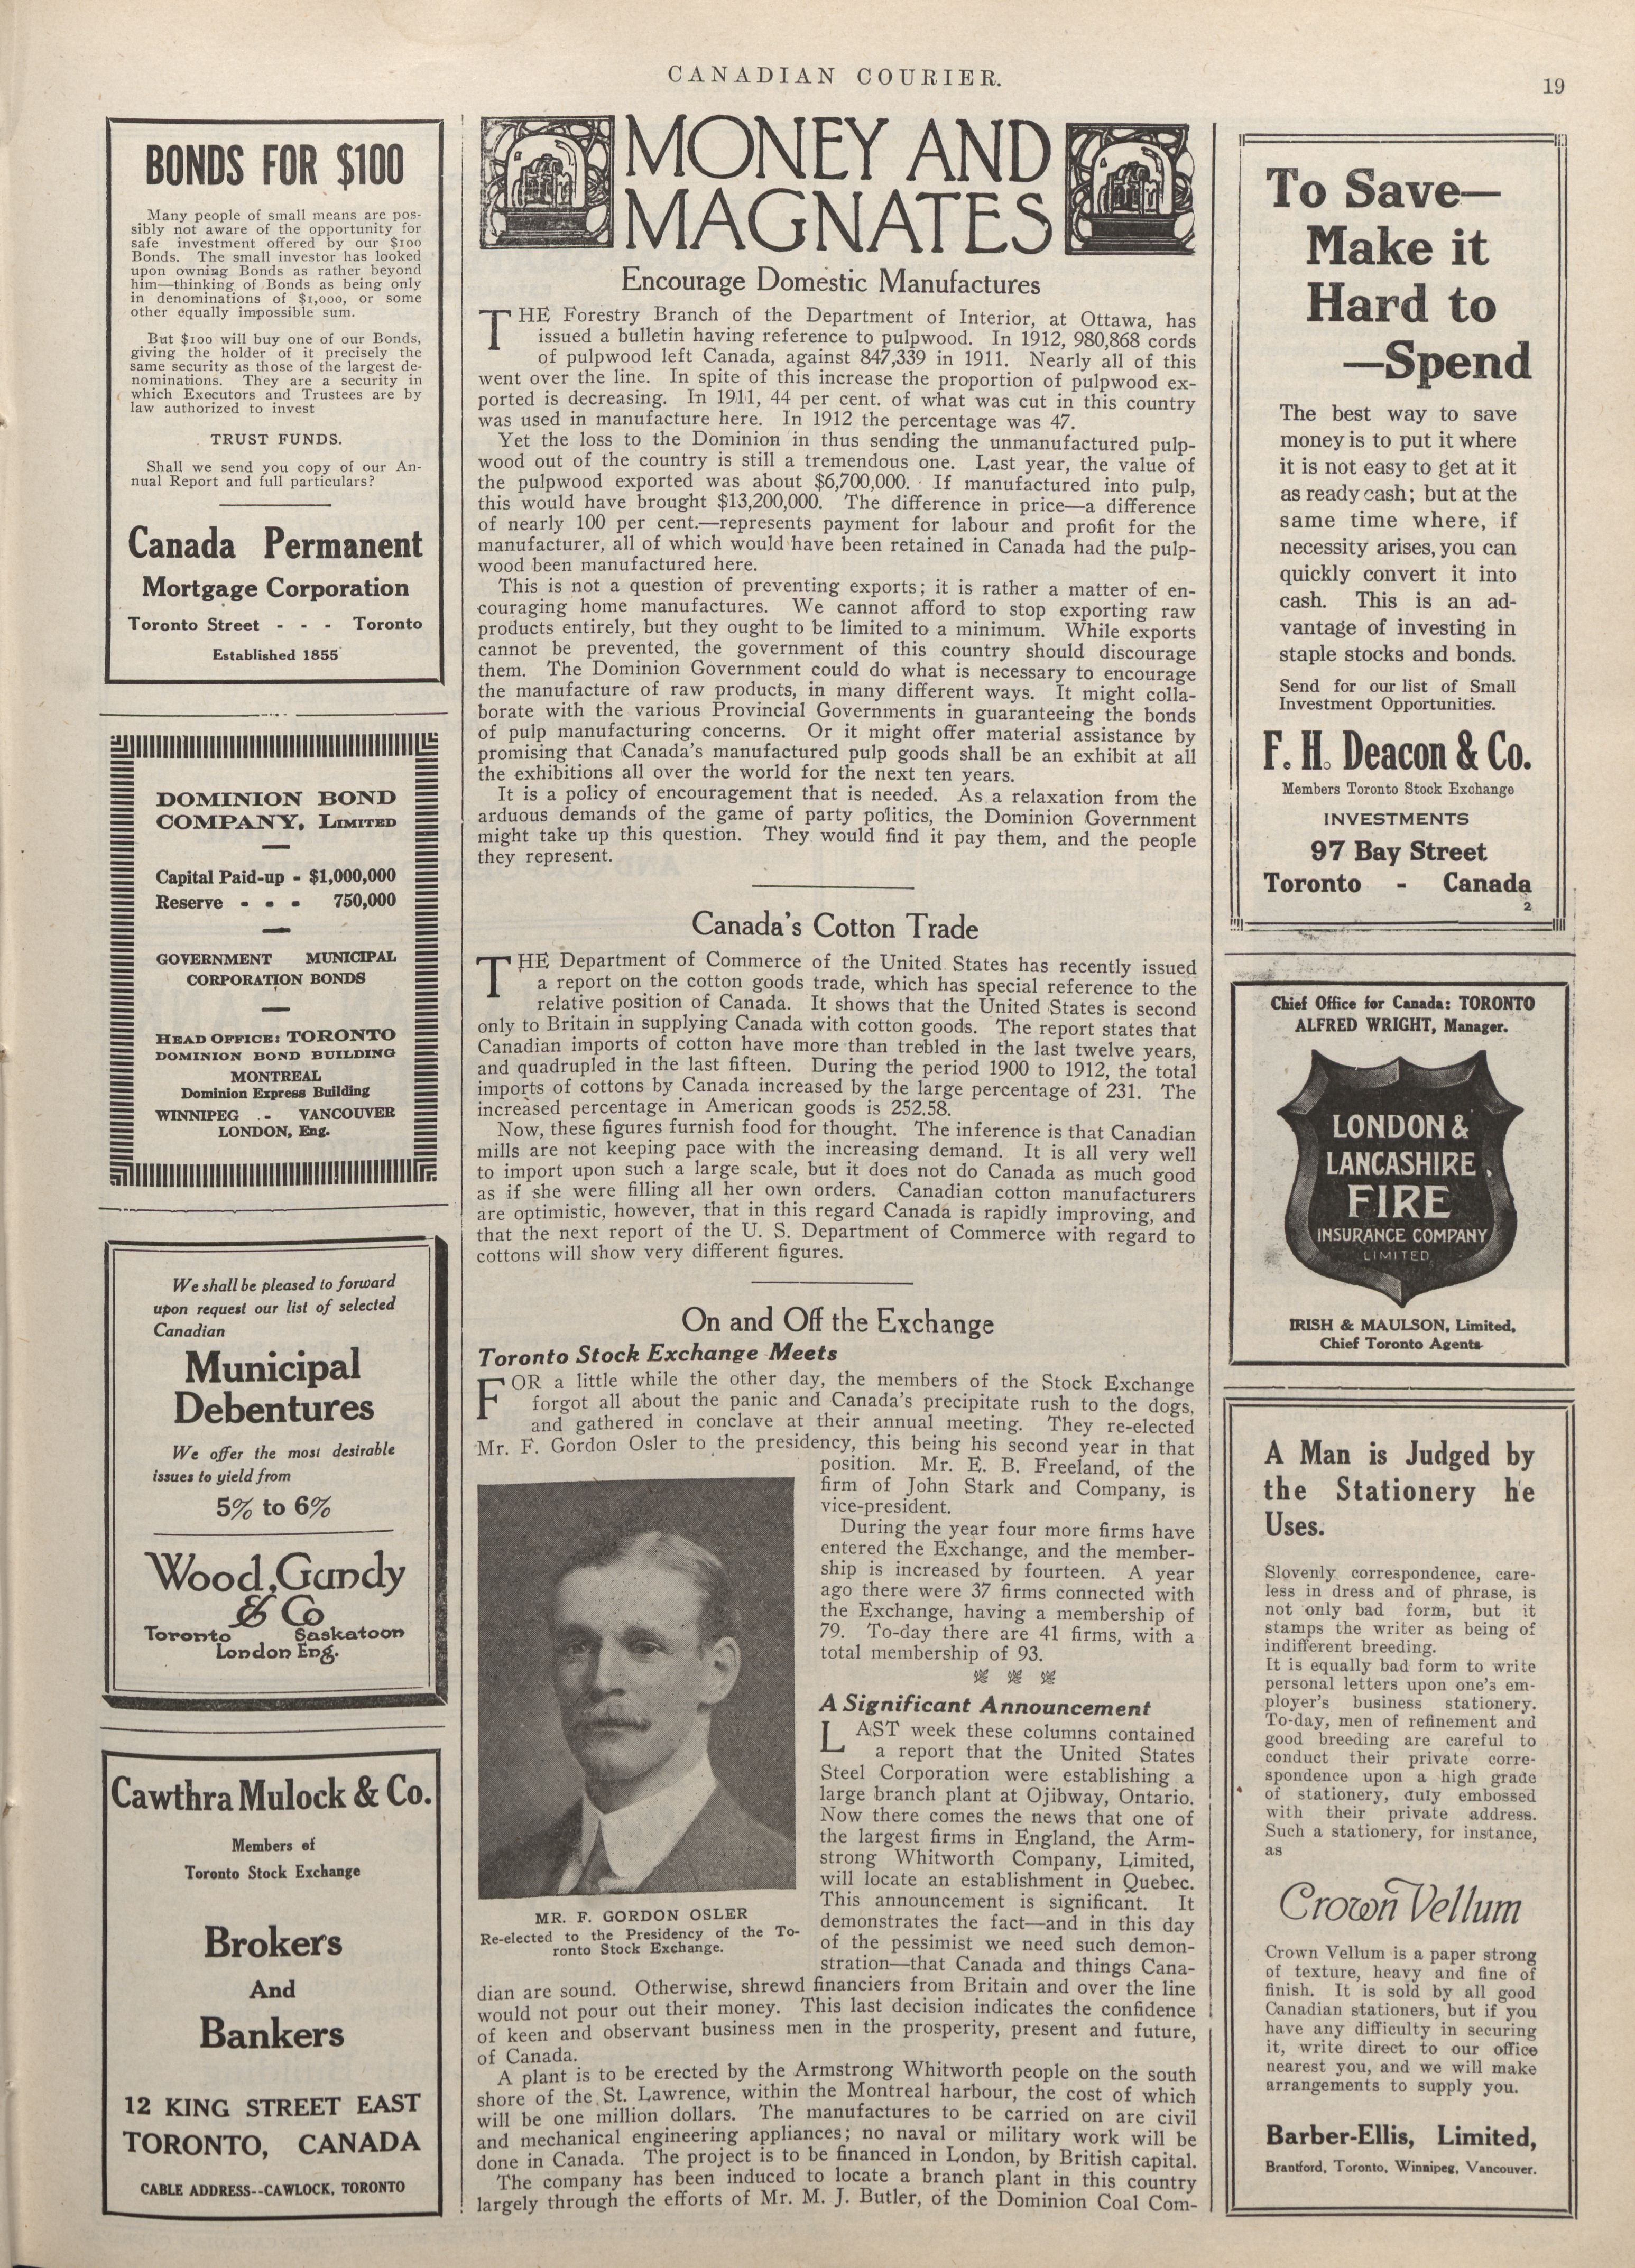 CANADIAN COURIER.
19
BONDS FOR $100
Many people of small means are pos-
sibly not aware of the opportunity for
safe investment offered by our $100
Bonds. The small investor has looked
upon owning Bonds as rather beyond
him—thinking of Bonds as being only
in denominations of $1,000, or some
other equally impossible sum.
But $100 will buy one of our Bonds,
giving the holder of it precisely the
same security as those of the largest de-
nominations. They are a security in
which Executors and Trustees are by
law authorized to invest
TRUST FUNDS.
Shall we send you copy of our An-
nual Report and full particulars?
Canada Permanent
Mortgage Corporation
Toronto Street - - - Toronto
Established 1855
DOMINION BOND
COMPANY, LIMITED
Capital Paid-up - $1,000,000
Reserve - - - 750,000
GOVERNMENT MUNICIPAL
CORPORATION BONDS
HEAD OFFICE: TORONTO
DOMINION BOND BUILDING
MONTREAL
Dominion Express Building
WINNIPEG - VANCOUVER
LONDON, Eng.
We shall be pleased to forward
upon request our list of selected
Canadian
Municipal
Debentures
We offer the most desirable
issues to yield from
5% to 6%
Wood, Gundy
& Co
Toronto Saskatoon
London Eng.
Cawthra Mulock & Co.
Members of
Toronto Stock Exchange
Brokers
And
Bankers
12 KING STREET EAST
TORONTO, CANADA
CABLE ADDRESS--CAWLOCK, TORONTO
MONEY AND
MAGNATES
Encourage Domestic Manufactures
THE Forestry Branch of the Department of Interior, at Ottawa, has
issued a bulletin having reference to pulpwood. In 1912, 980,868 cords
of pulpwood left Canada, against 847,339 in 1911. Nearly all of this
went over the line. In spite of this increase the proportion of pulpwood ex-
ported is decreasing. In 1911, 44 per cent. of what was cut in this country
was used in manufacture here. In 1912 the percentage was 47.
Yet the loss to the Dominion in thus sending the unmanufactured pulp-
wood out of the country is still a tremendous one. Last year, the value of
the pulpwood exported was about $6,700,000. If manufactured into pulp,
this would have brought $13,200,000. The difference in price—a difference
of nearly 100 per cent.—represents payment for labour and profit for the
manufacturer, all of which would have been retained in Canada had the pulp-
wood been manufactured here.
This is not a question of preventing exports; it is rather a matter of en-
couraging home manufactures. We cannot afford to stop exporting raw
products entirely, but they ought to be limited to a minimum. While exports
cannot be prevented, the government of this country should discourage
them. The Dominion Government could do what is necessary to encourage
the manufacture of raw products, in many different ways. It might colla-
borate with the various Provincial Governments in guaranteeing the bonds
of pulp manufacturing concerns. Or it might offer material assistance by
promising that Canada's manufactured pulp goods shall be an exhibit at all
the exhibitions all over the world for the next ten years.
It is a policy of encouragement that is needed. As a relaxation from the
arduous demands of the game of party politics, the Dominion Government
might take up this question. They would find it pay them, and the people
they represent.
Canada's Cotton Trade
THE Department of Commerce of the United States has recently issued
a report on the cotton goods trade, which has special reference to the
relative position of Canada. It shows that the United States is second
only to Britain in supplying Canada with cotton goods. The report states that
Canadian imports of cotton have more than trebled in the last twelve years,
and quadrupled in the last fifteen. During the period 1900 to 1912, the total
imports of cottons by Canada increased by the large percentage of 231. The
increased percentage in American goods is 252.58.
Now, these figures furnish food for thought. The inference is that Canadian
mills are not keeping pace with the increasing demand. It is all very well
to import upon such a large scale, but it does not do Canada as much good
as if she were filling all her own orders. Canadian cotton manufacturers
are optimistic, however, that in this regard Canada is rapidly improving, and
that the next report of the U. S. Department of Commerce with regard to
cottons will show very different figures.
On and Off the Exchange
Toronto Stock Exchange Meets
FOR a little while the other day, the members of the Stock Exchange
forgot all about the panic and Canada's precipitate rush to the dogs,
and gathered in conclave at their annual meeting. They re-elected
Mr. F. Gordon Osler to the presidency, this being his second year in that
position. Mr. E. B. Freeland, of the
firm of John Stark and Company, is
vice-president.
During the year four more firms have
entered the Exchange, and the member-
ship is increased by fourteen. A year
ago there were 37 firms connected with
the Exchange, having a membership of
79. To-day there are 41 firms, with a
total membership of 93.
MR. F. GORDON OSLER
Re-elected to the Presidency of the To-
ronto Stock Exchange.
A Significant Announcement
LAST week these columns contained
a report that the United States
Steel Corporation were establishing a
large branch plant at Ojibway, Ontario.
Now there comes the news that one of
the largest firms in England, the Arm-
strong Whitworth Company, Limited,
will locate an establishment in Quebec.
This announcement is significant. It
demonstrates the fact—and in this day
of the pessimist we need such demon-
stration—that Canada and things Cana-
dian are sound. Otherwise, shrewd financiers from Britain and over the line
would not pour out their money. This last decision indicates the confidence
of keen and observant business men in the prosperity, present and future,
of Canada.
A plant is to be erected by the Armstrong Whitworth people on the south
shore of the St. Lawrence, within the Montreal harbour, the cost of which
will be one million dollars. The manufactures to be carried on are civil
and mechanical engineering appliances; no naval or military work will be
done in Canada. The project is to be financed in London, by British capital.
The company has been induced to locate a branch plant in this country
largely through the efforts of Mr. M. J. Butler, of the Dominion Coal Com-
To Save—
Make it
Hard to
—Spend
The best way to save
money is to put it where
it is not easy to get at it
as ready cash; but at the
same time where, if
necessity arises, you can
quickly convert it into
cash. This is an ad-
vantage of investing in
staple stocks and bonds.
Send for our list of Small
Investment Opportunities.
F. H. Deacon & Co.
Members Toronto Stock Exchange
INVESTMENTS
97 Bay Street
Toronto - Canada
2
Chief Office for Canada: TORONTO
ALFRED WRIGHT, Manager.
LONDON &
LANCASHIRE
FIRE
INSURANCE COMPANY
LIMITED
IRISH & MAULSON, Limited,
Chief Toronto Agents
A Man is Judged by
the Stationery he
Uses.
Slovenly correspondence, care-
less in dress and of phrase, is
not only bad form, but it
stamps the writer as being of
indifferent breeding.
It is equally bad form to write
personal letters upon one's em-
ployer's business stationery.
To-day, men of refinement and
good breeding are careful to
conduct their private corre-
spondence upon a high grade
of stationery, duly embossed
with their private address.
Such a stationery, for instance,
as
Crown Vellum
Crown Vellum is a paper strong
of texture, heavy and fine of
finish. It is sold by all good
Canadian stationers, but if you
have any difficulty in securing
it, write direct to our office
nearest you, and we will make
arrangements to supply you.
Barber-Ellis, Limited,
Brantford, Toronto, Winnipeg, Vancouver.